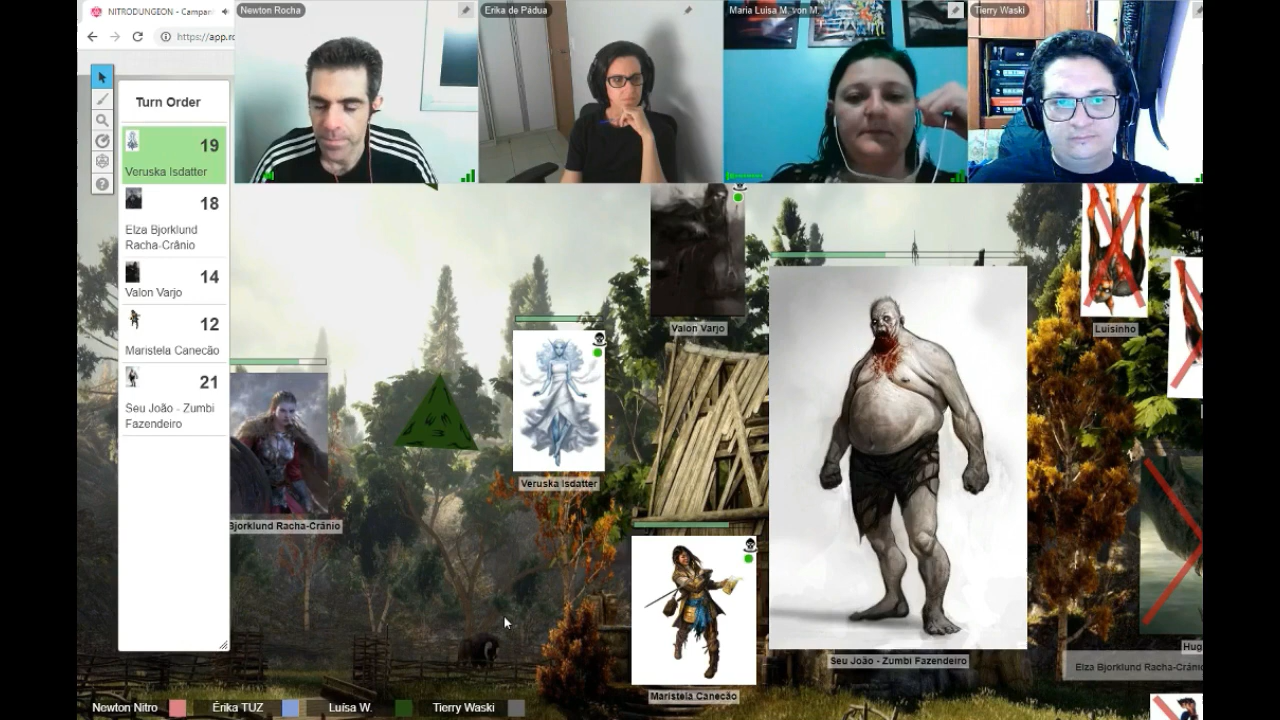 NITRODUNGEON - Campan
https://app.ro
Newton Rocha
Erika de Pádua
Maria Luisa M. von M.
Tierry Waski
Turn Order
19
Veruska Isdatter
18
Elza Bjorklund
Racha-Crânio
14
Valon Varjo
12
Maristela Canecão
21
Seu João - Zumbi
Fazendeiro
Valon Varjo
Luisinho
Veruska Isdatter
Bjorklund Racha-Crânio
Hug
Seu João - Zumbi Fazendeiro
Elza Bjorklund Racha-Crânio
Maristela Canecão
Newton Nitro
Érika TUZ
Luísa W.
Tierry Waski